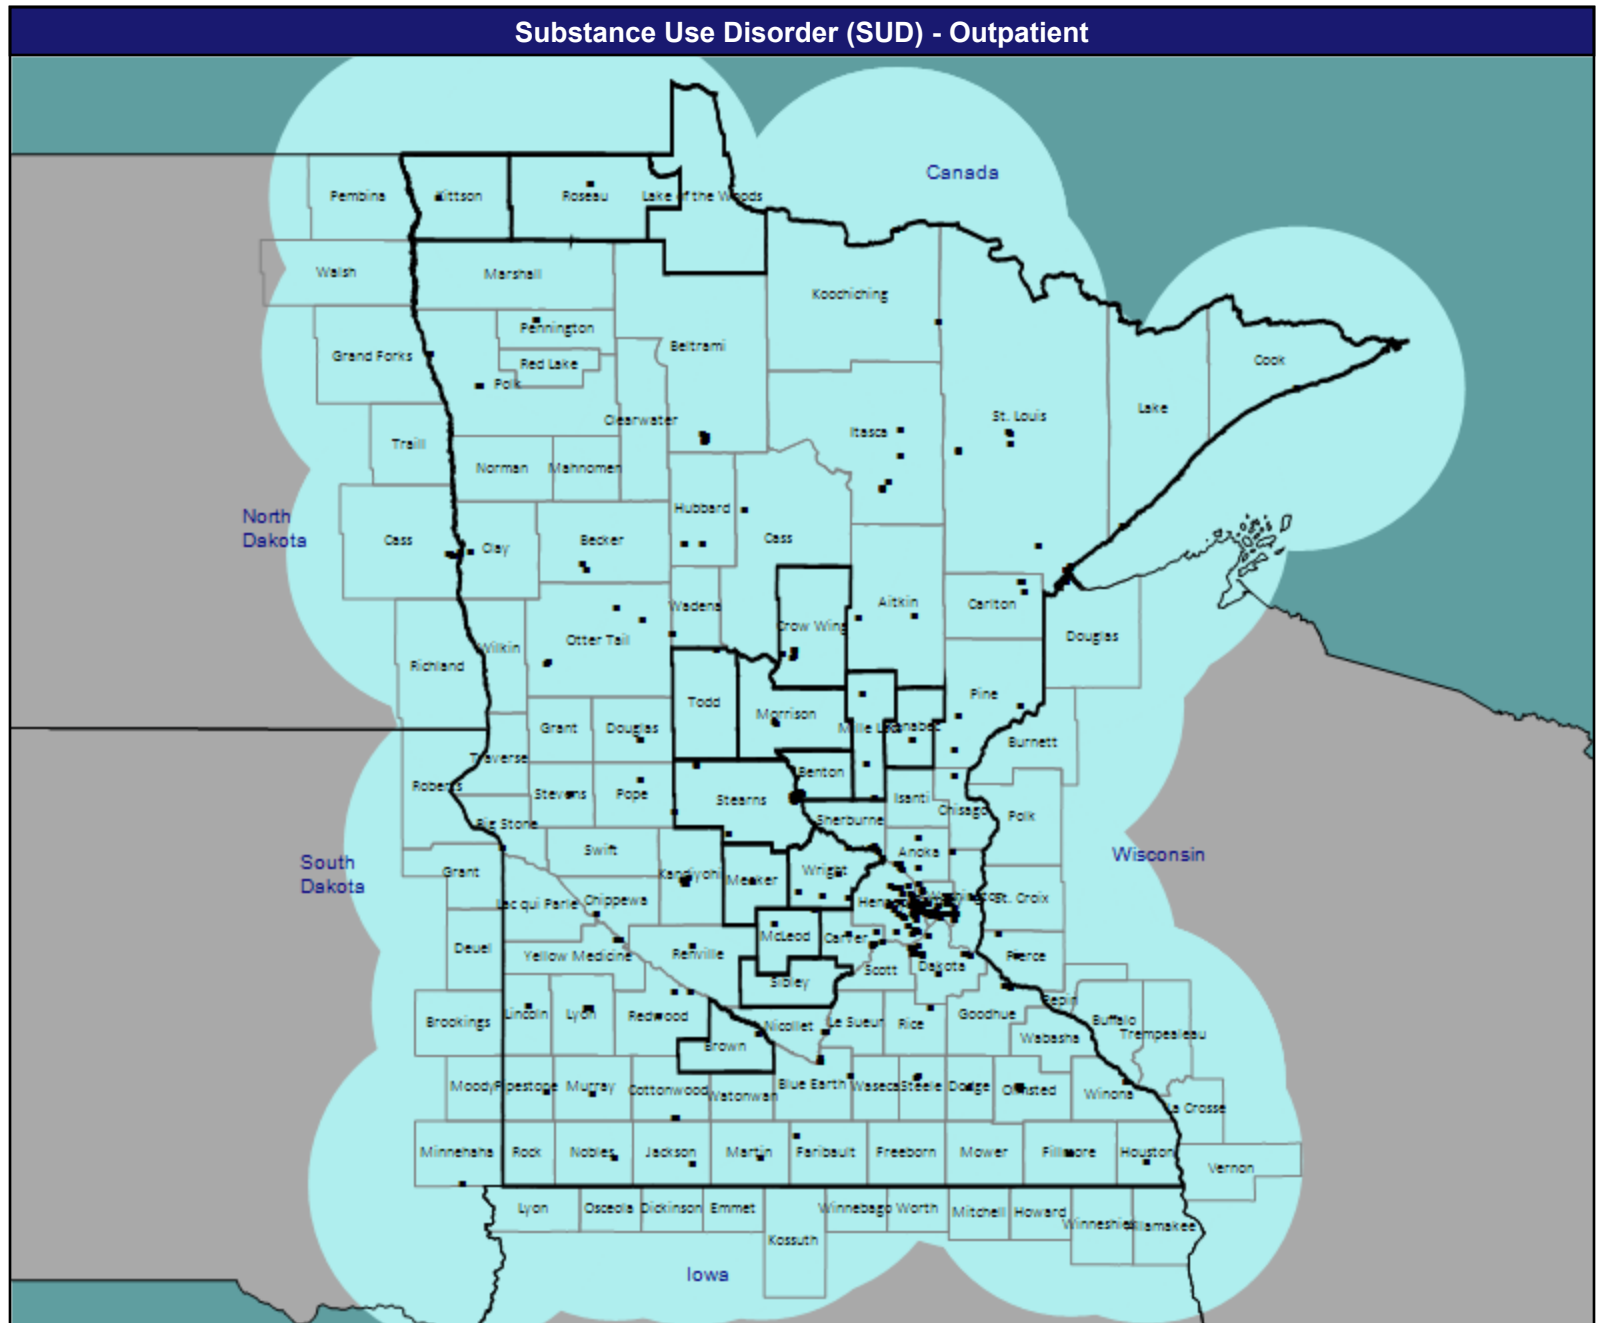 Substance Use Disorder (SUD) - Outpatient
Canada
Pembina
Kittson
Roseau
Lake of the Woods
Walsh
Marshall
Koochiching
Pennington
Beltrami
Grand Forks
Red Lake
Cook
Polk
Lake
Clearwater
St. Louis
Itasca
Traill
Norman
Mahnomen
Hubbard
North
Dakota
Cass
Clay
Becker
Cass
Wadena
Aitkin
Carlton
Crow Wing
Otter Tail
Wilkin
Douglas
Richland
Pine
Todd
Morrison
Mille Lacs
Kanabec
Grant
Douglas
Burnett
Traverse
Benton
Roberts
Stevens
Pope
Stearns
Isanti
Chisago
Polk
Big Stone
Sherburne
Swift
Anoka
Wisconsin
South
Dakota
Grant
Kandiyohi
Meeker
Wright
Lac qui Parle
Chippewa
Washington
St. Croix
McLeod
Carver
Deuel
Yellow Medicine
Renville
Scott
Dakota
Pierce
Sibley
Pepin
Brookings
Lincoln
Lyon
Redwood
Nicollet
Le Sueur
Rice
Goodhue
Buffalo
Trempealeau
Wabasha
Brown
Moody
Pipestone
Murray
Cottonwood
Watonwan
Blue Earth
Waseca
Steele
Dodge
Olmsted
Winona
La Crosse
Minnehaha
Rock
Nobles
Jackson
Martin
Faribault
Freeborn
Mower
Fillmore
Houston
Vernon
Lyon
Osceola
Dickinson
Emmet
Winnebago
Worth
Mitchell
Howard
Winneshiek
Allamakee
Kossuth
Iowa